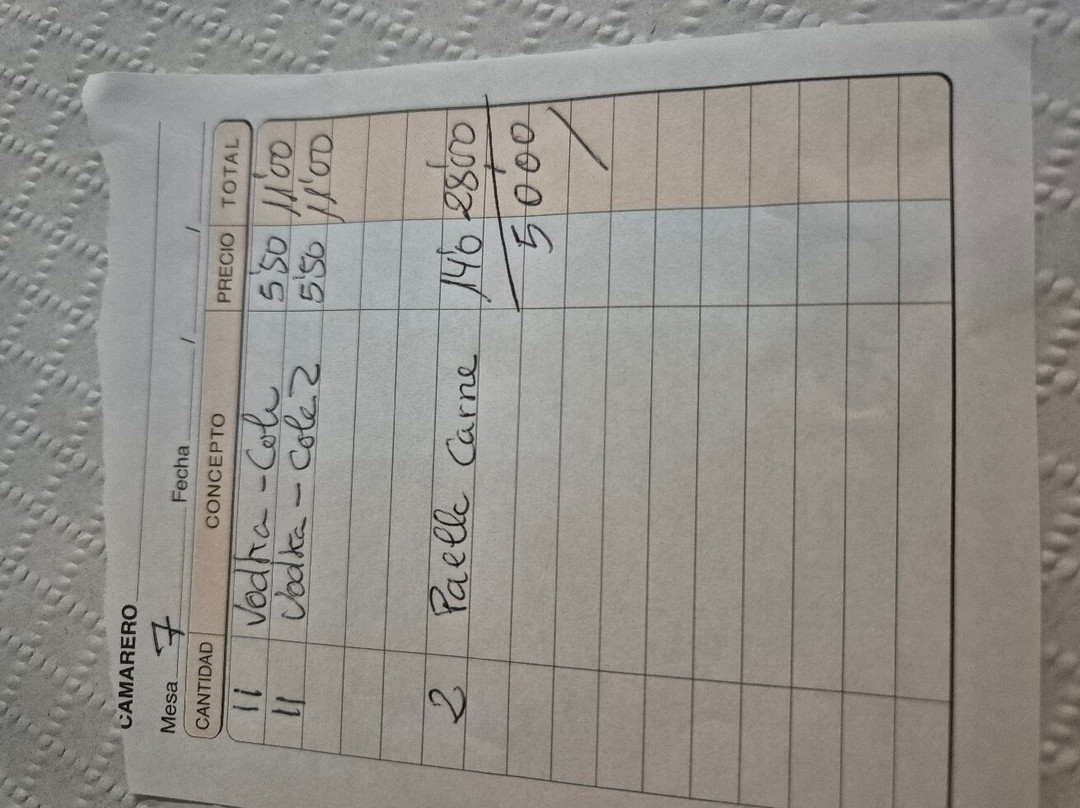 CAMARERO
Mesa 7 Fecha / /
CANTIDAD CONCEPTO PRECIO TOTAL
11 Vodka - Cola 5'50 11'00
11 Vodka - Cola Z 5'50 11'00
2 Paella Carne 14'0 28'00
50'00